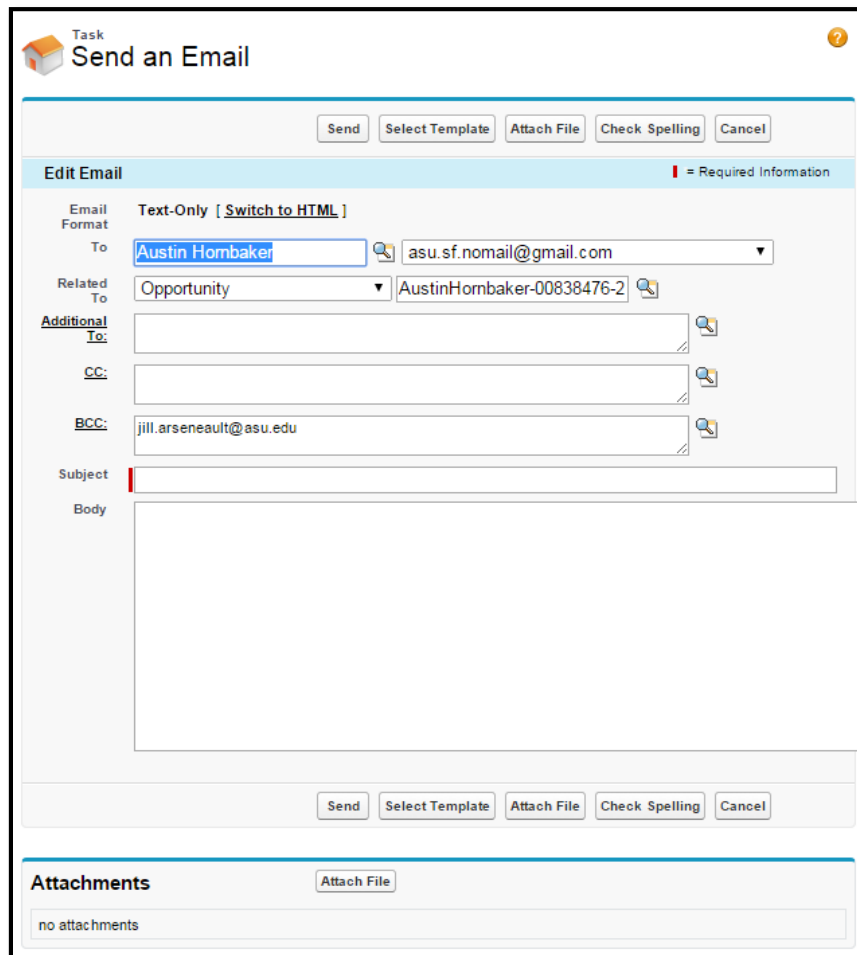 Task
Send an Email
Send Select Template Attach File Check Spelling Cancel
Edit Email = Required Information
Email Format Text-Only [ Switch to HTML ]
To Austin Hornbaker asu.sf.nomail@gmail.com
Related To Opportunity AustinHornbaker-00838476-2
Additional To:
CC:
BCC: jill.arseneault@asu.edu
Subject
Body
Send Select Template Attach File Check Spelling Cancel
Attachments Attach File
no attachments